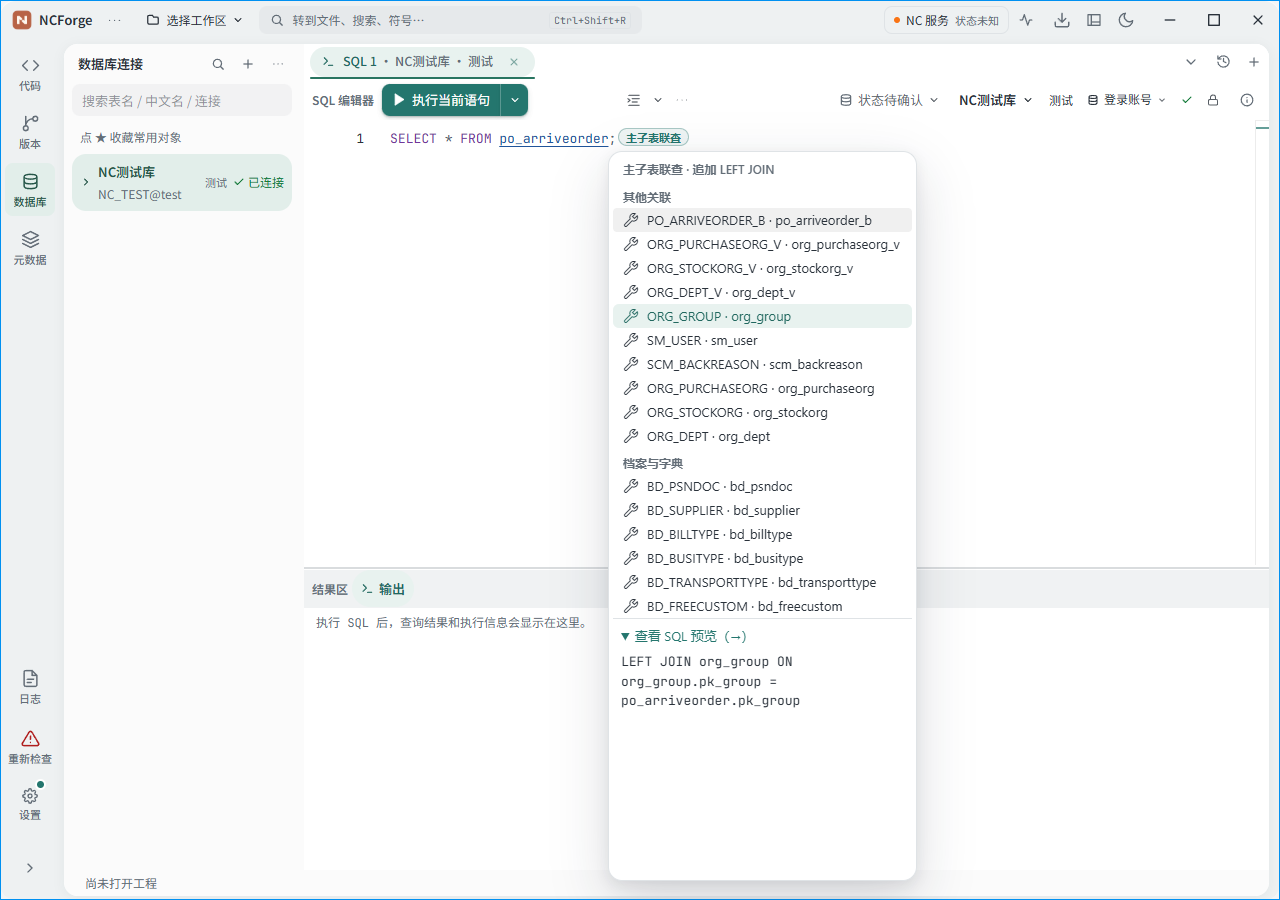 NCForge ··· 选择工作区 转到文件、搜索、符号… Ctrl+Shift+R NC 服务 状态未知
代码
版本
数据库
元数据
日志
重新检查
设置
数据库连接 ···
搜索表名 / 中文名 / 连接
点 ★ 收藏常用对象
NC测试库
NC_TEST@test
测试 ✓ 已连接
SQL 1 · NC测试库 · 测试 ×
SQL 编辑器 执行当前语句 ··· 状态待确认 NC测试库 测试 登录账号
1 SELECT * FROM po_arriveorder; 主子表联查
主子表联查 · 追加 LEFT JOIN
其他关联
PO_ARRIVEORDER_B · po_arriveorder_b
ORG_PURCHASEORG_V · org_purchaseorg_v
ORG_STOCKORG_V · org_stockorg_v
ORG_DEPT_V · org_dept_v
ORG_GROUP · org_group
SM_USER · sm_user
SCM_BACKREASON · scm_backreason
ORG_PURCHASEORG · org_purchaseorg
ORG_STOCKORG · org_stockorg
ORG_DEPT · org_dept
档案与字典
BD_PSNDOC · bd_psndoc
BD_SUPPLIER · bd_supplier
BD_BILLTYPE · bd_billtype
BD_BUSITYPE · bd_busitype
BD_TRANSPORTTYPE · bd_transporttype
BD_FREECUSTOM · bd_freecustom
▼ 查看 SQL 预览（→）
LEFT JOIN org_group ON
org_group.pk_group =
po_arriveorder.pk_group
结果区 输出
执行 SQL 后，查询结果和执行信息会显示在这里。
尚未打开工程